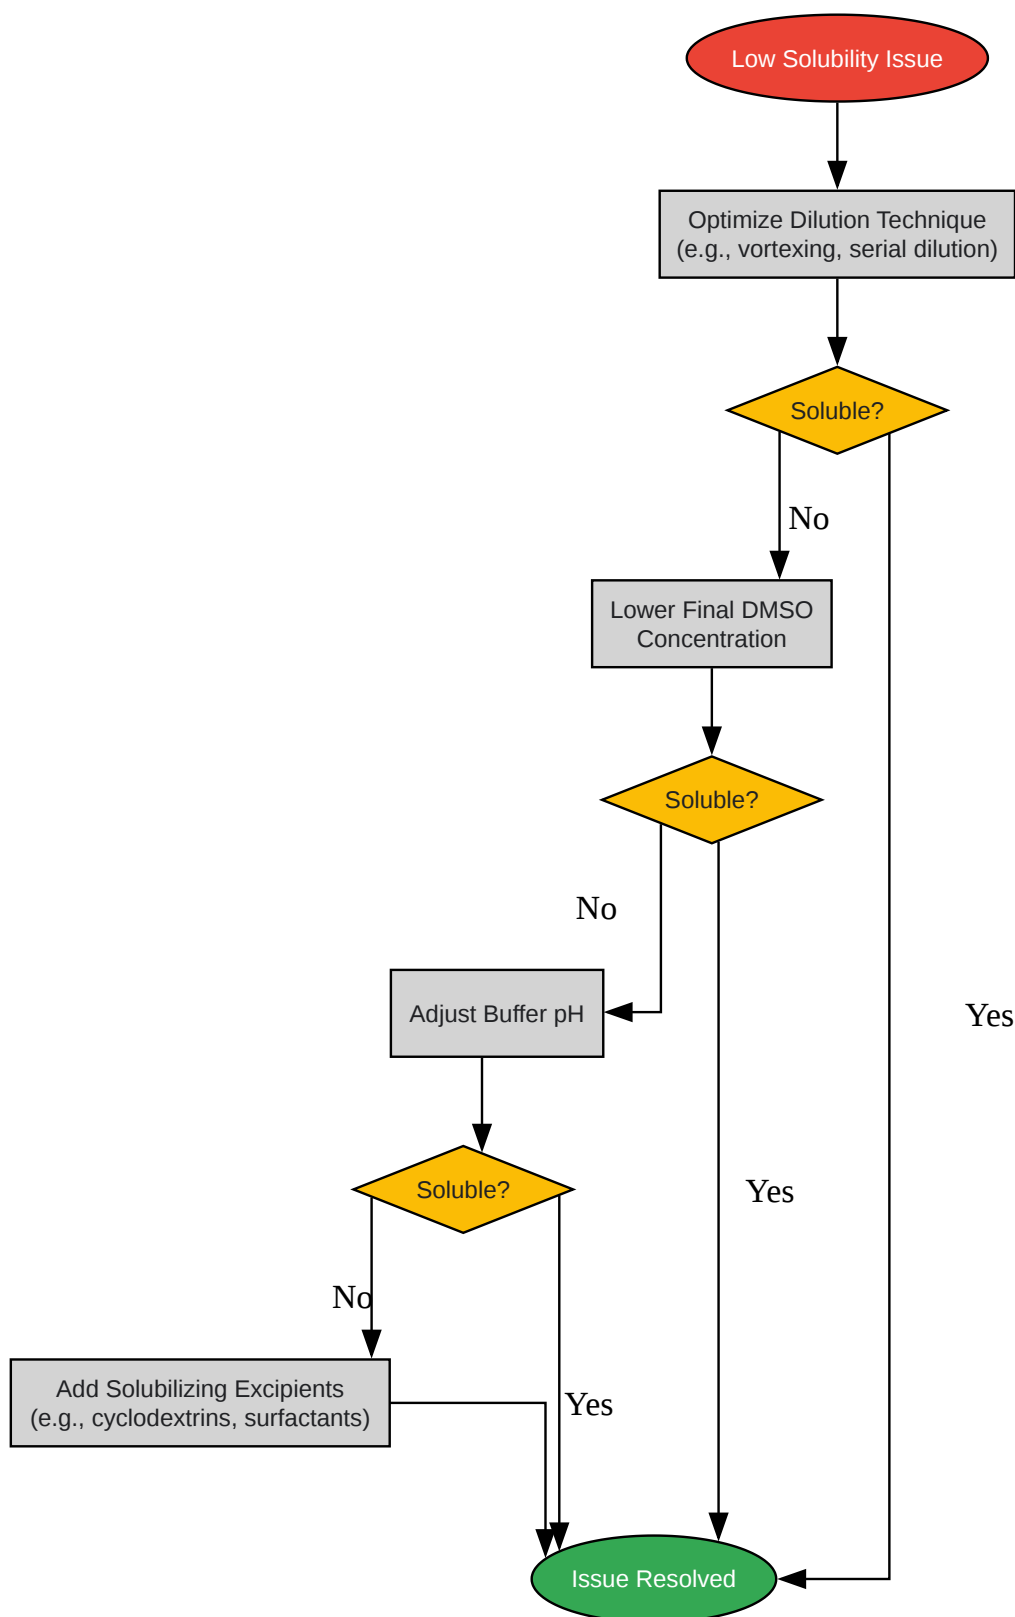 Low Solubility Issue
Optimize Dilution Technique
(e.g., vortexing, serial dilution)
Soluble?
No
Lower Final DMSO
Concentration
Soluble?
No
Adjust Buffer pH
Yes
Soluble?
Yes
No
Add Solubilizing Excipients
(e.g., cyclodextrins, surfactants)
Yes
Issue Resolved